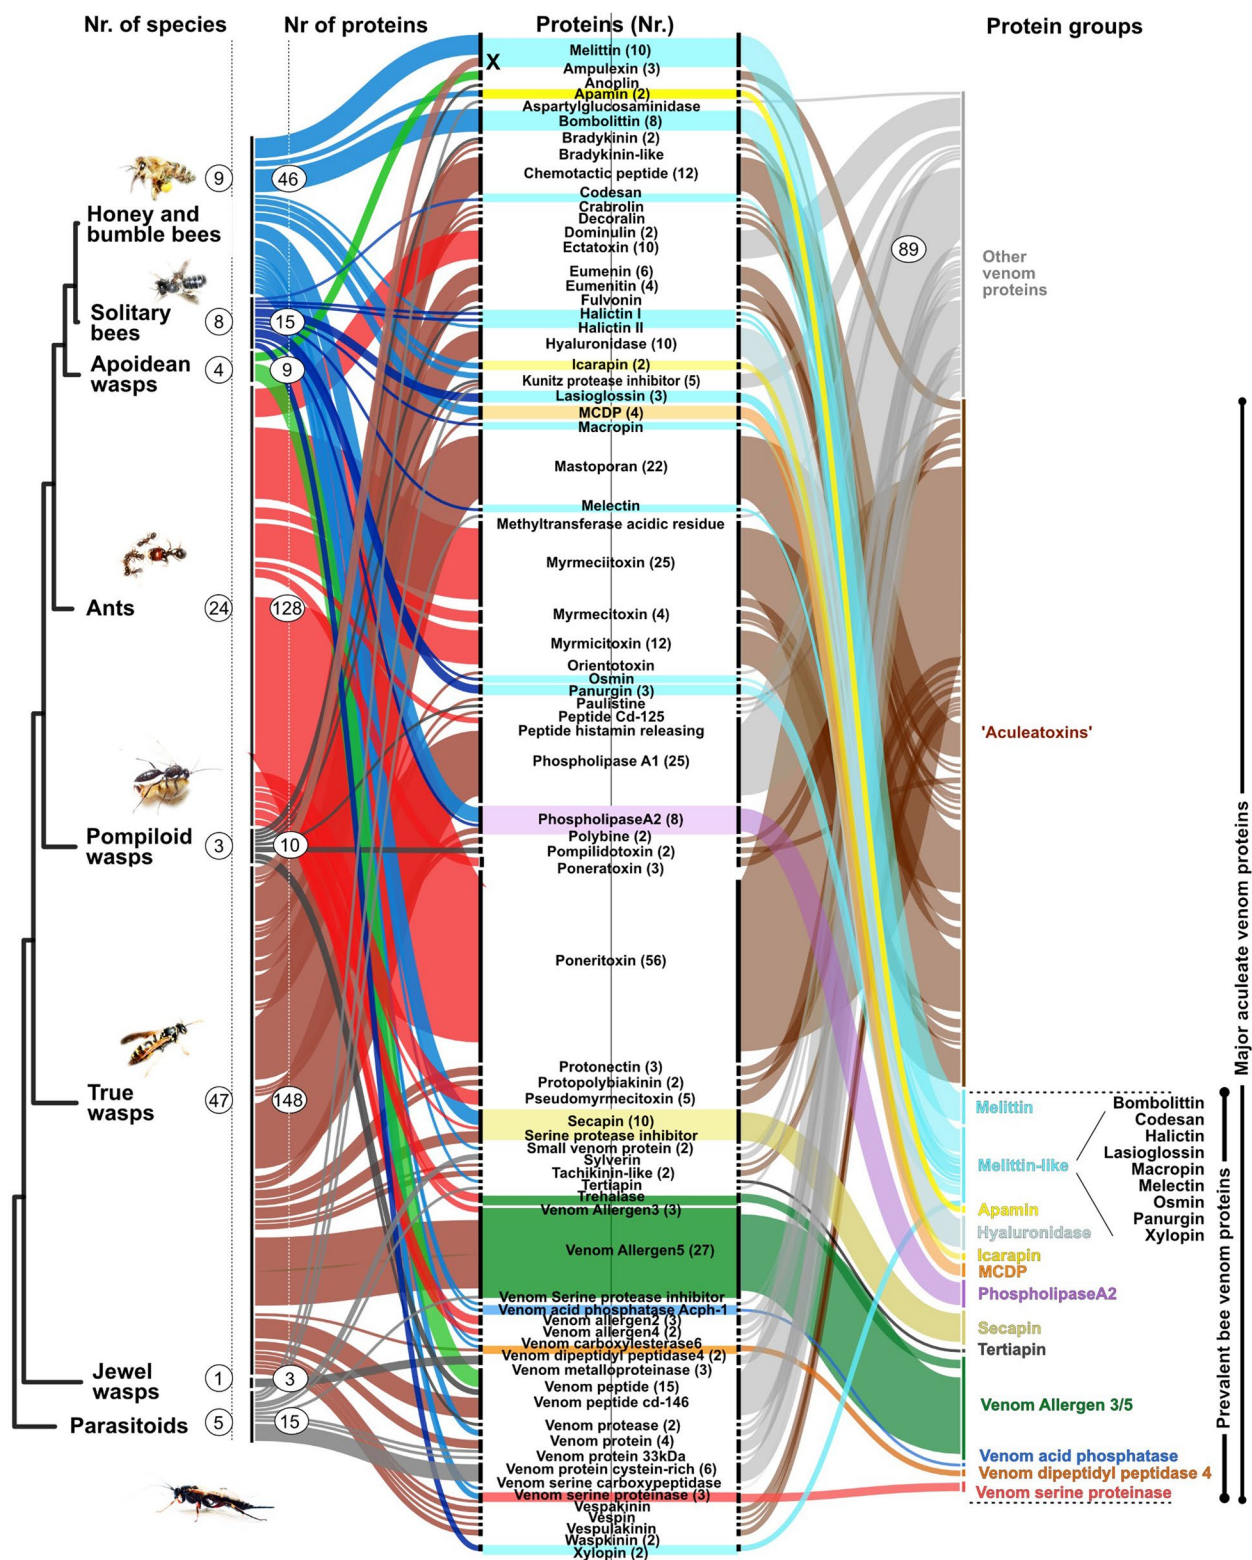 Nr. of species
Nr of proteins
Proteins (Nr.)
Protein groups
9
46
Honey and
bumble bees
8
15
Solitary
bees
4
9
Apoidean
wasps
24
128
Ants
3
10
Pompiloid
wasps
47
148
True
wasps
1
3
Jewel
wasps
5
15
Parasitoids
X
Melittin (10)
Ampulexin (3)
Anoplin
Apamin (2)
Aspartylglucosaminidase
Bombolittin (8)
Bradykinin (2)
Bradykinin-like
Chemotactic peptide (12)
Codesan
Crabrolin
Decoralin
Dominulin (2)
Ectatoxin (10)
Eumenin (6)
Eumenitin (4)
Fulvonin
Halictin I
Halictin II
Hyaluronidase (10)
Icarapin (2)
Kunitz protease inhibitor (5)
Lasioglossin (3)
MCDP (4)
Macropin
Mastoporan (22)
Melectin
Methyltransferase acidic residue
Myrmeciitoxin (25)
Myrmecitoxin (4)
Myrmicitoxin (12)
Orientotoxin
Osmin
Panurgin (3)
Paulistine
Peptide Cd-125
Peptide histamin releasing
Phospholipase A1 (25)
PhospholipaseA2 (8)
Polybine (2)
Pompilidotoxin (2)
Poneratoxin (3)
Poneritoxin (56)
Protonectin (3)
Protopolybiakinin (2)
Pseudomyrmecitoxin (5)
Secapin (10)
Serine protease inhibitor
Small venom protein (2)
Sylverin
Tachikinin-like (2)
Tertiapin
Trehalase
Venom Allergen3 (3)
Venom Allergen5 (27)
Venom Serine protease inhibitor
Venom acid phosphatase Acph-1
Venom allergen2 (3)
Venom allergen4 (2)
Venom carboxylesterase6
Venom dipeptidyl peptidase4 (2)
Venom metalloproteinase (3)
Venom peptide (15)
Venom peptide cd-146
Venom protease (2)
Venom protein (4)
Venom protein 33kDa
Venom protein cystein-rich (6)
Venom serine carboxypeptidase
Venom serine proteinase (3)
Vespakinin
Vespin
Vespulakinin
Waspkinin (2)
Xylopin (2)
89
Other
venom
proteins
'Aculeatoxins'
Melittin
Melittin-like
Apamin
Hyaluronidase
Icarapin
MCDP
PhospholipaseA2
Secapin
Tertiapin
Venom Allergen 3/5
Venom acid phosphatase
Venom dipeptidyl peptidase 4
Venom serine proteinase
Bombolittin
Codesan
Halictin
Lasioglossin
Macropin
Melectin
Osmin
Panurgin
Xylopin
Prevalent bee venom proteins
Major aculeate venom proteins